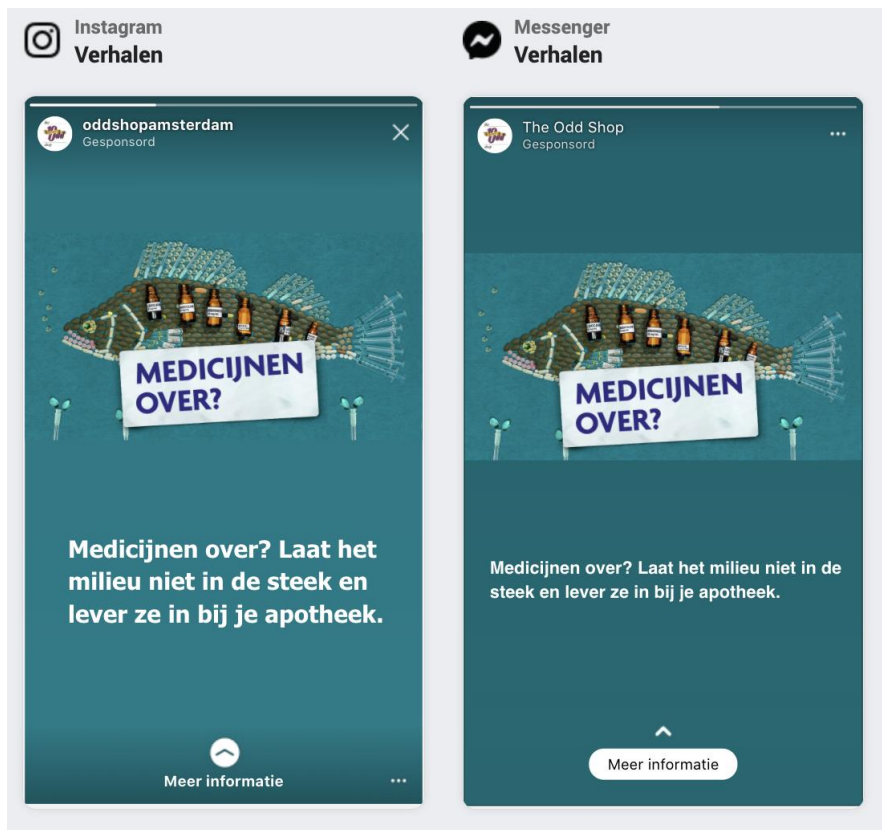 Instagram
Verhalen
oddshopamsterdam
Gesponsord
MEDICIJNEN
OVER?
Medicijnen over? Laat het
milieu niet in de steek en
lever ze in bij je apotheek.
Meer informatie
Messenger
Verhalen
The Odd Shop
Gesponsord
MEDICIJNEN
OVER?
Medicijnen over? Laat het milieu niet in de
steek en lever ze in bij je apotheek.
Meer informatie